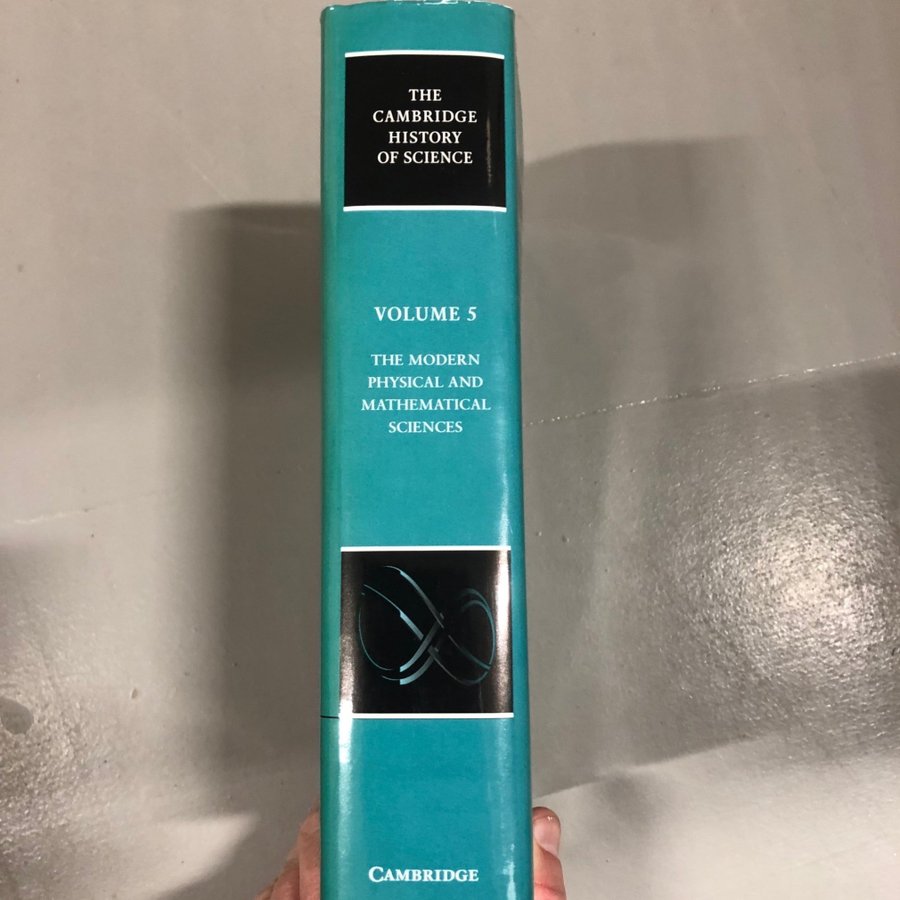 THE
CAMBRIDGE
HISTORY
OF SCIENCE
VOLUME 5
THE MODERN
PHYSICAL AND
MATHEMATICAL
SCIENCES
CAMBRIDGE